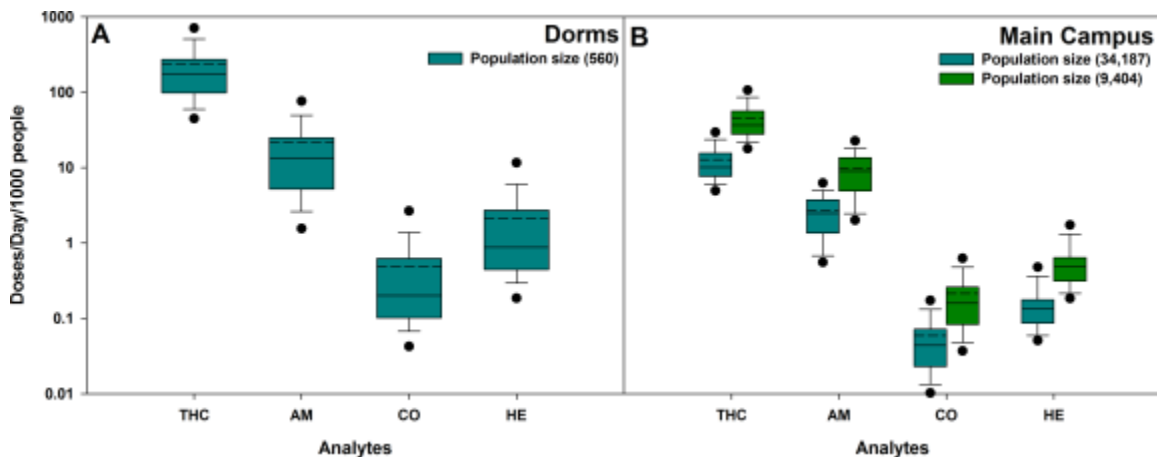 A
Dorms
Population size (560)
B
Main Campus
Population size (34,187)
Population size (9,404)
Doses/Day/1000 people
1000
100
10
1
0.1
0.01
THC AM CO HE
THC AM CO HE
Analytes
Analytes